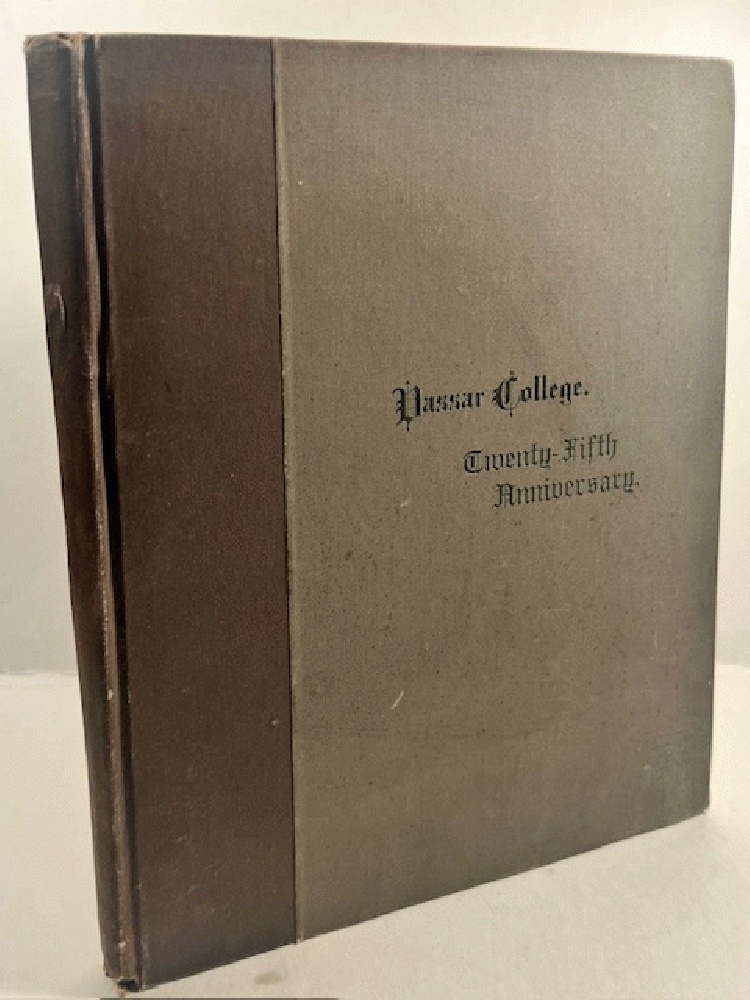 Vassar College.
Twenty-Fifth
Anniversary.